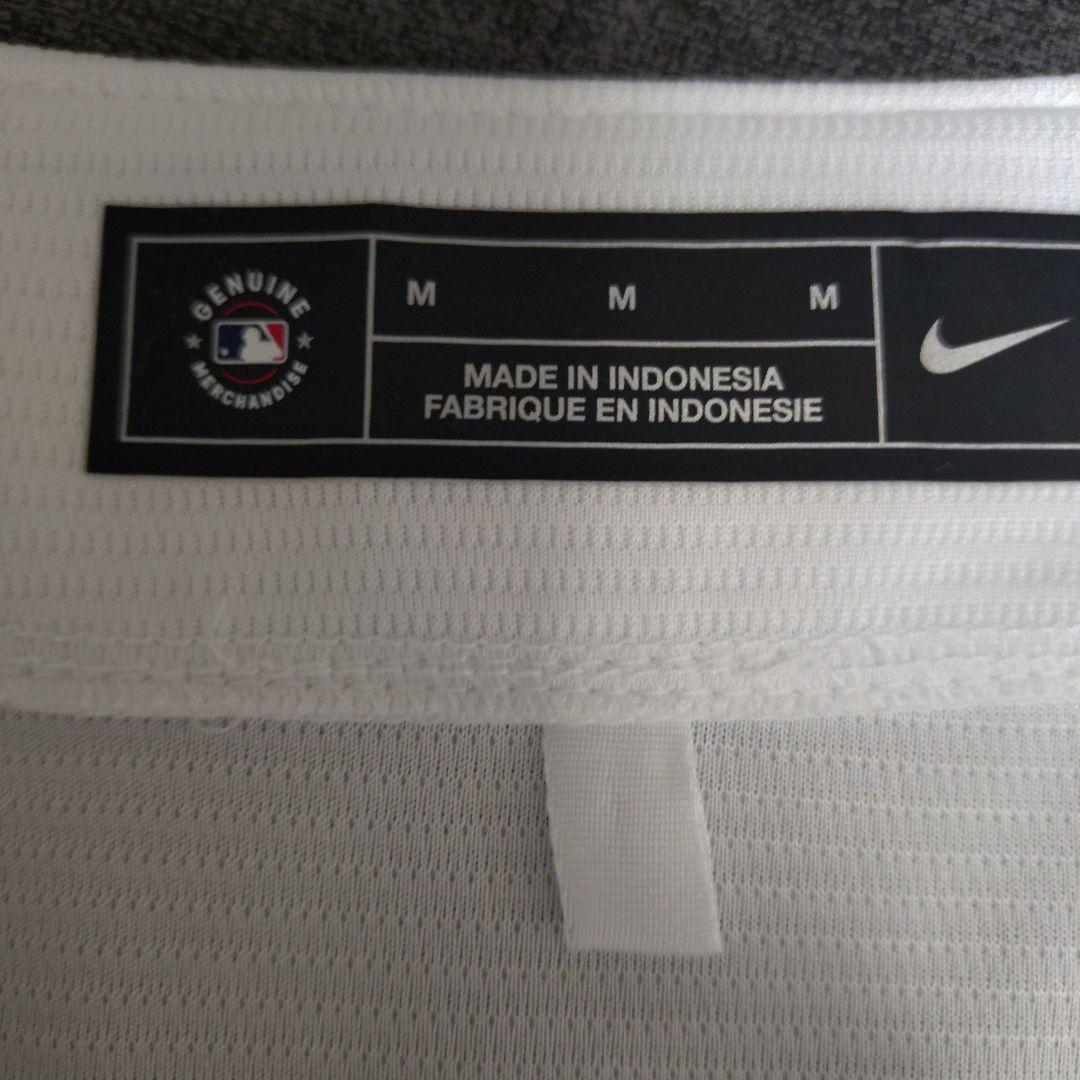 GENUINE
MERCHANDISE
M M M
MADE IN INDONESIA
FABRIQUE EN INDONESIE